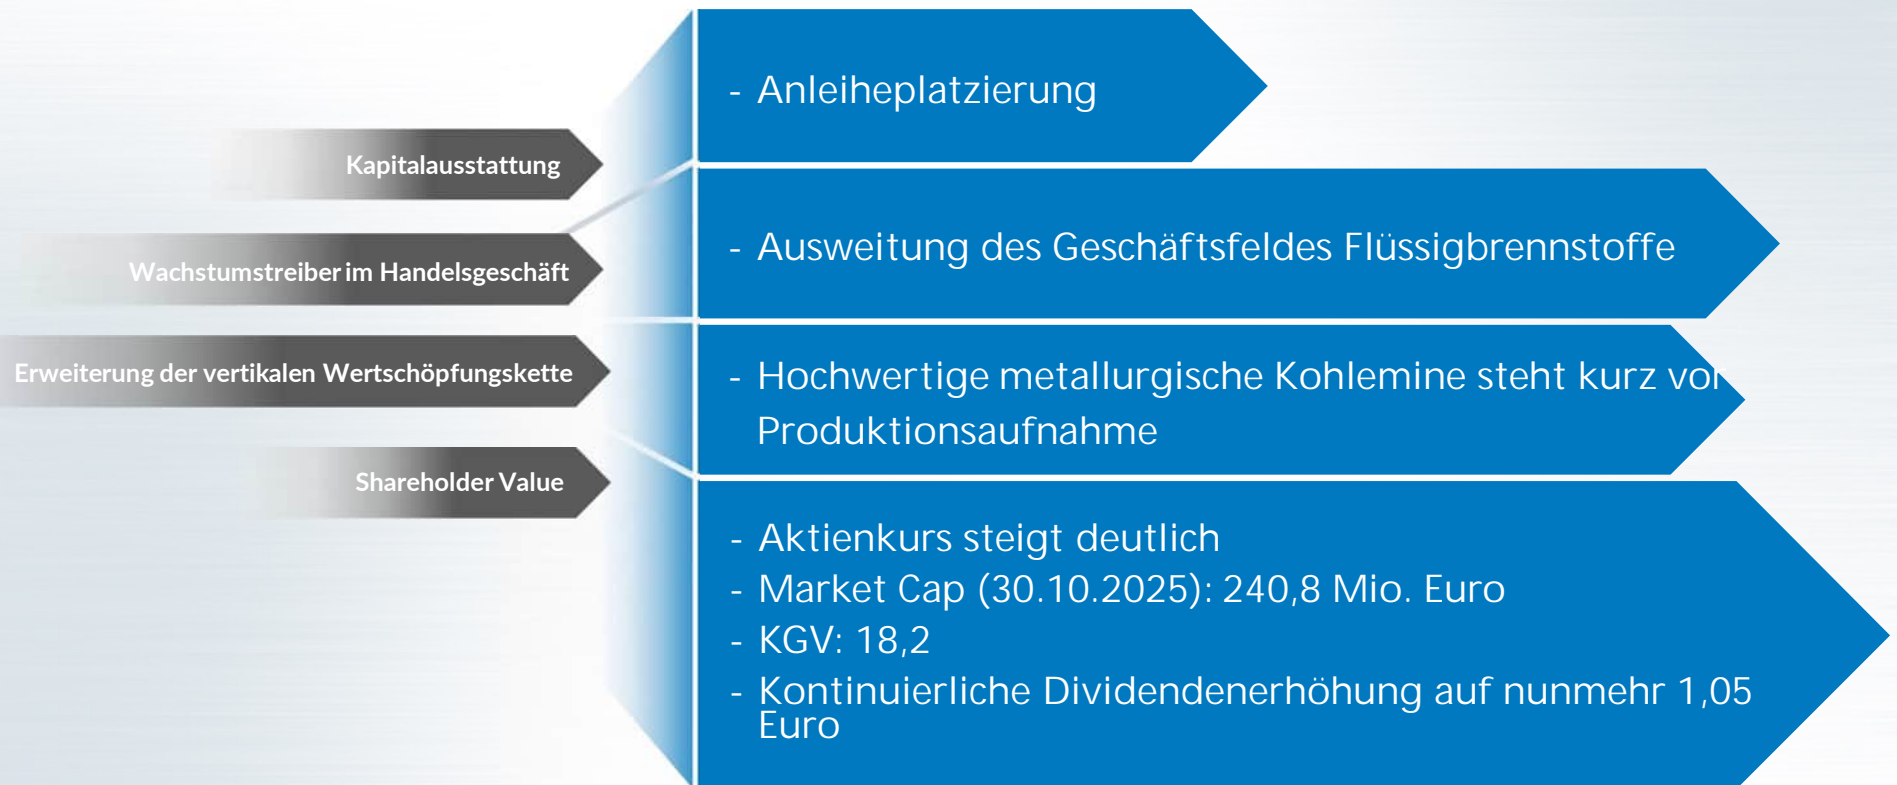 Kapitalausstattung
- Anleiheplatzierung
Wachstumstreiber im Handelsgeschäft
- Ausweitung des Geschäftsfeldes Flüssigbrennstoffe
Erweiterung der vertikalen Wertschöpfungskette
- Hochwertige metallurgische Kohlemine steht kurz vor
Produktionsaufnahme
Shareholder Value
- Aktienkurs steigt deutlich
- Market Cap (30.10.2025): 240,8 Mio. Euro
- KGV: 18,2
- Kontinuierliche Dividendenerhöhung auf nunmehr 1,05
Euro